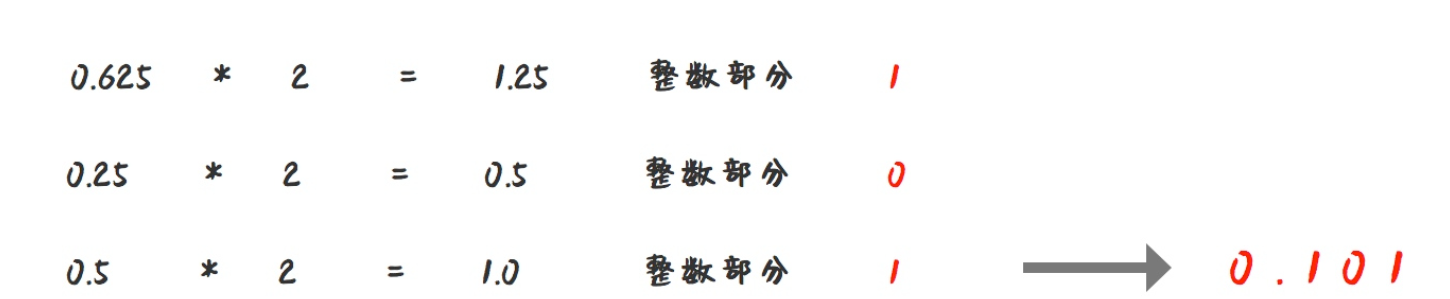 0.625 * 2 = 1.25 整数部分 1
0.25 * 2 = 0.5 整数部分 0
0.5 * 2 = 1.0 整数部分 1 0.101